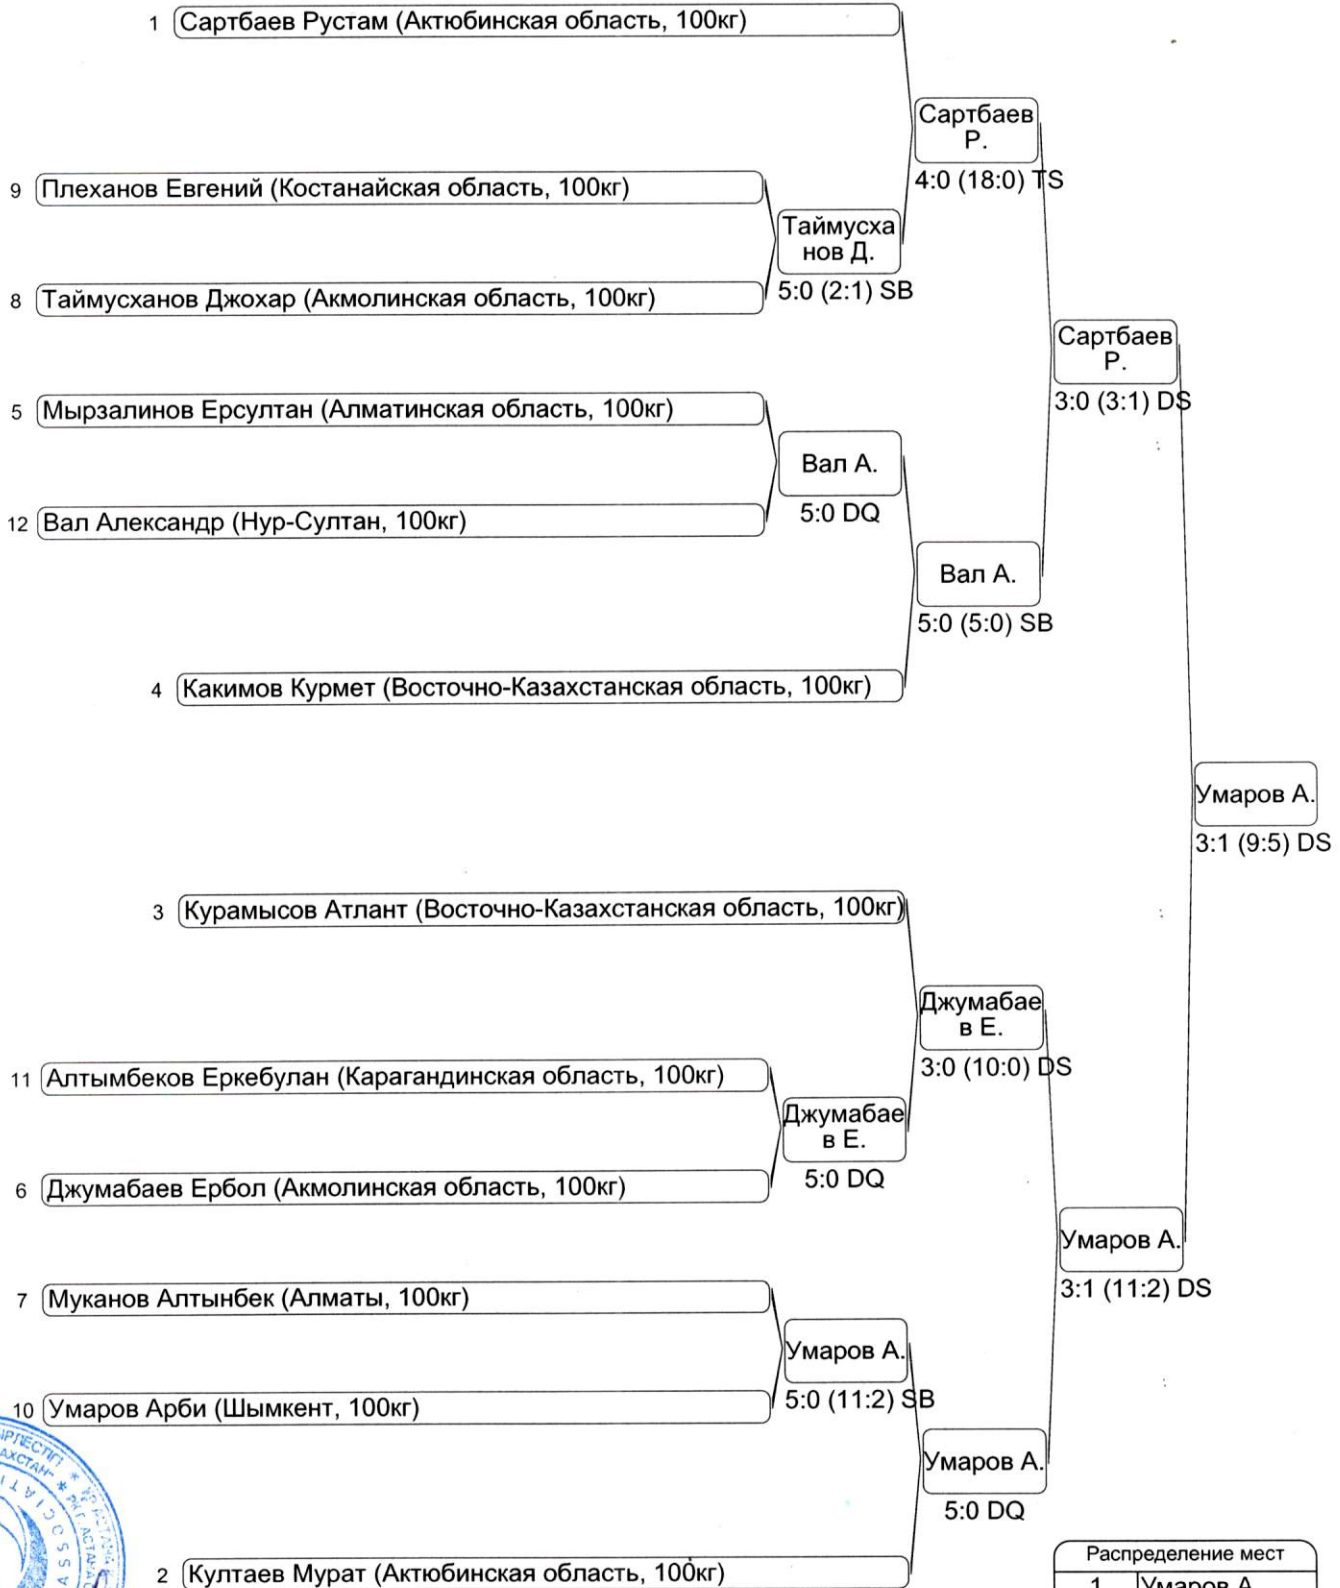 1 Сартбаев Рустам (Актюбинская область, 100кг)
Сартбаев
Р.
4:0 (18:0) TS
9 Плеханов Евгений (Костанайская область, 100кг)
Таймусха
нов Д.
5:0 (2:1) SB
8 Таймусханов Джохар (Акмолинская область, 100кг)
Сартбаев
Р.
3:0 (3:1) DS
5 Мырзалинов Ерсултан (Алматинская область, 100кг)
Вал А.
5:0 DQ
12 Вал Александр (Нур-Султан, 100кг)
Вал А.
5:0 (5:0) SB
4 Какимов Курмет (Восточно-Казахстанская область, 100кг)
Умаров А.
3:1 (9:5) DS
3 Курамысов Атлант (Восточно-Казахстанская область, 100кг)
Джумабае
в Е.
3:0 (10:0) DS
11 Алтымбеков Еркебулан (Карагандинская область, 100кг)
Джумабае
в Е.
5:0 DQ
6 Джумабаев Ербол (Акмолинская область, 100кг)
Умаров А.
3:1 (11:2) DS
7 Муканов Алтынбек (Алматы, 100кг)
Умаров А.
5:0 (11:2) SB
10 Умаров Арби (Шымкент, 100кг)
Умаров А.
5:0 DQ
2 Култаев Мурат (Актюбинская область, 100кг)
Распределение мест
1 Умаров А.